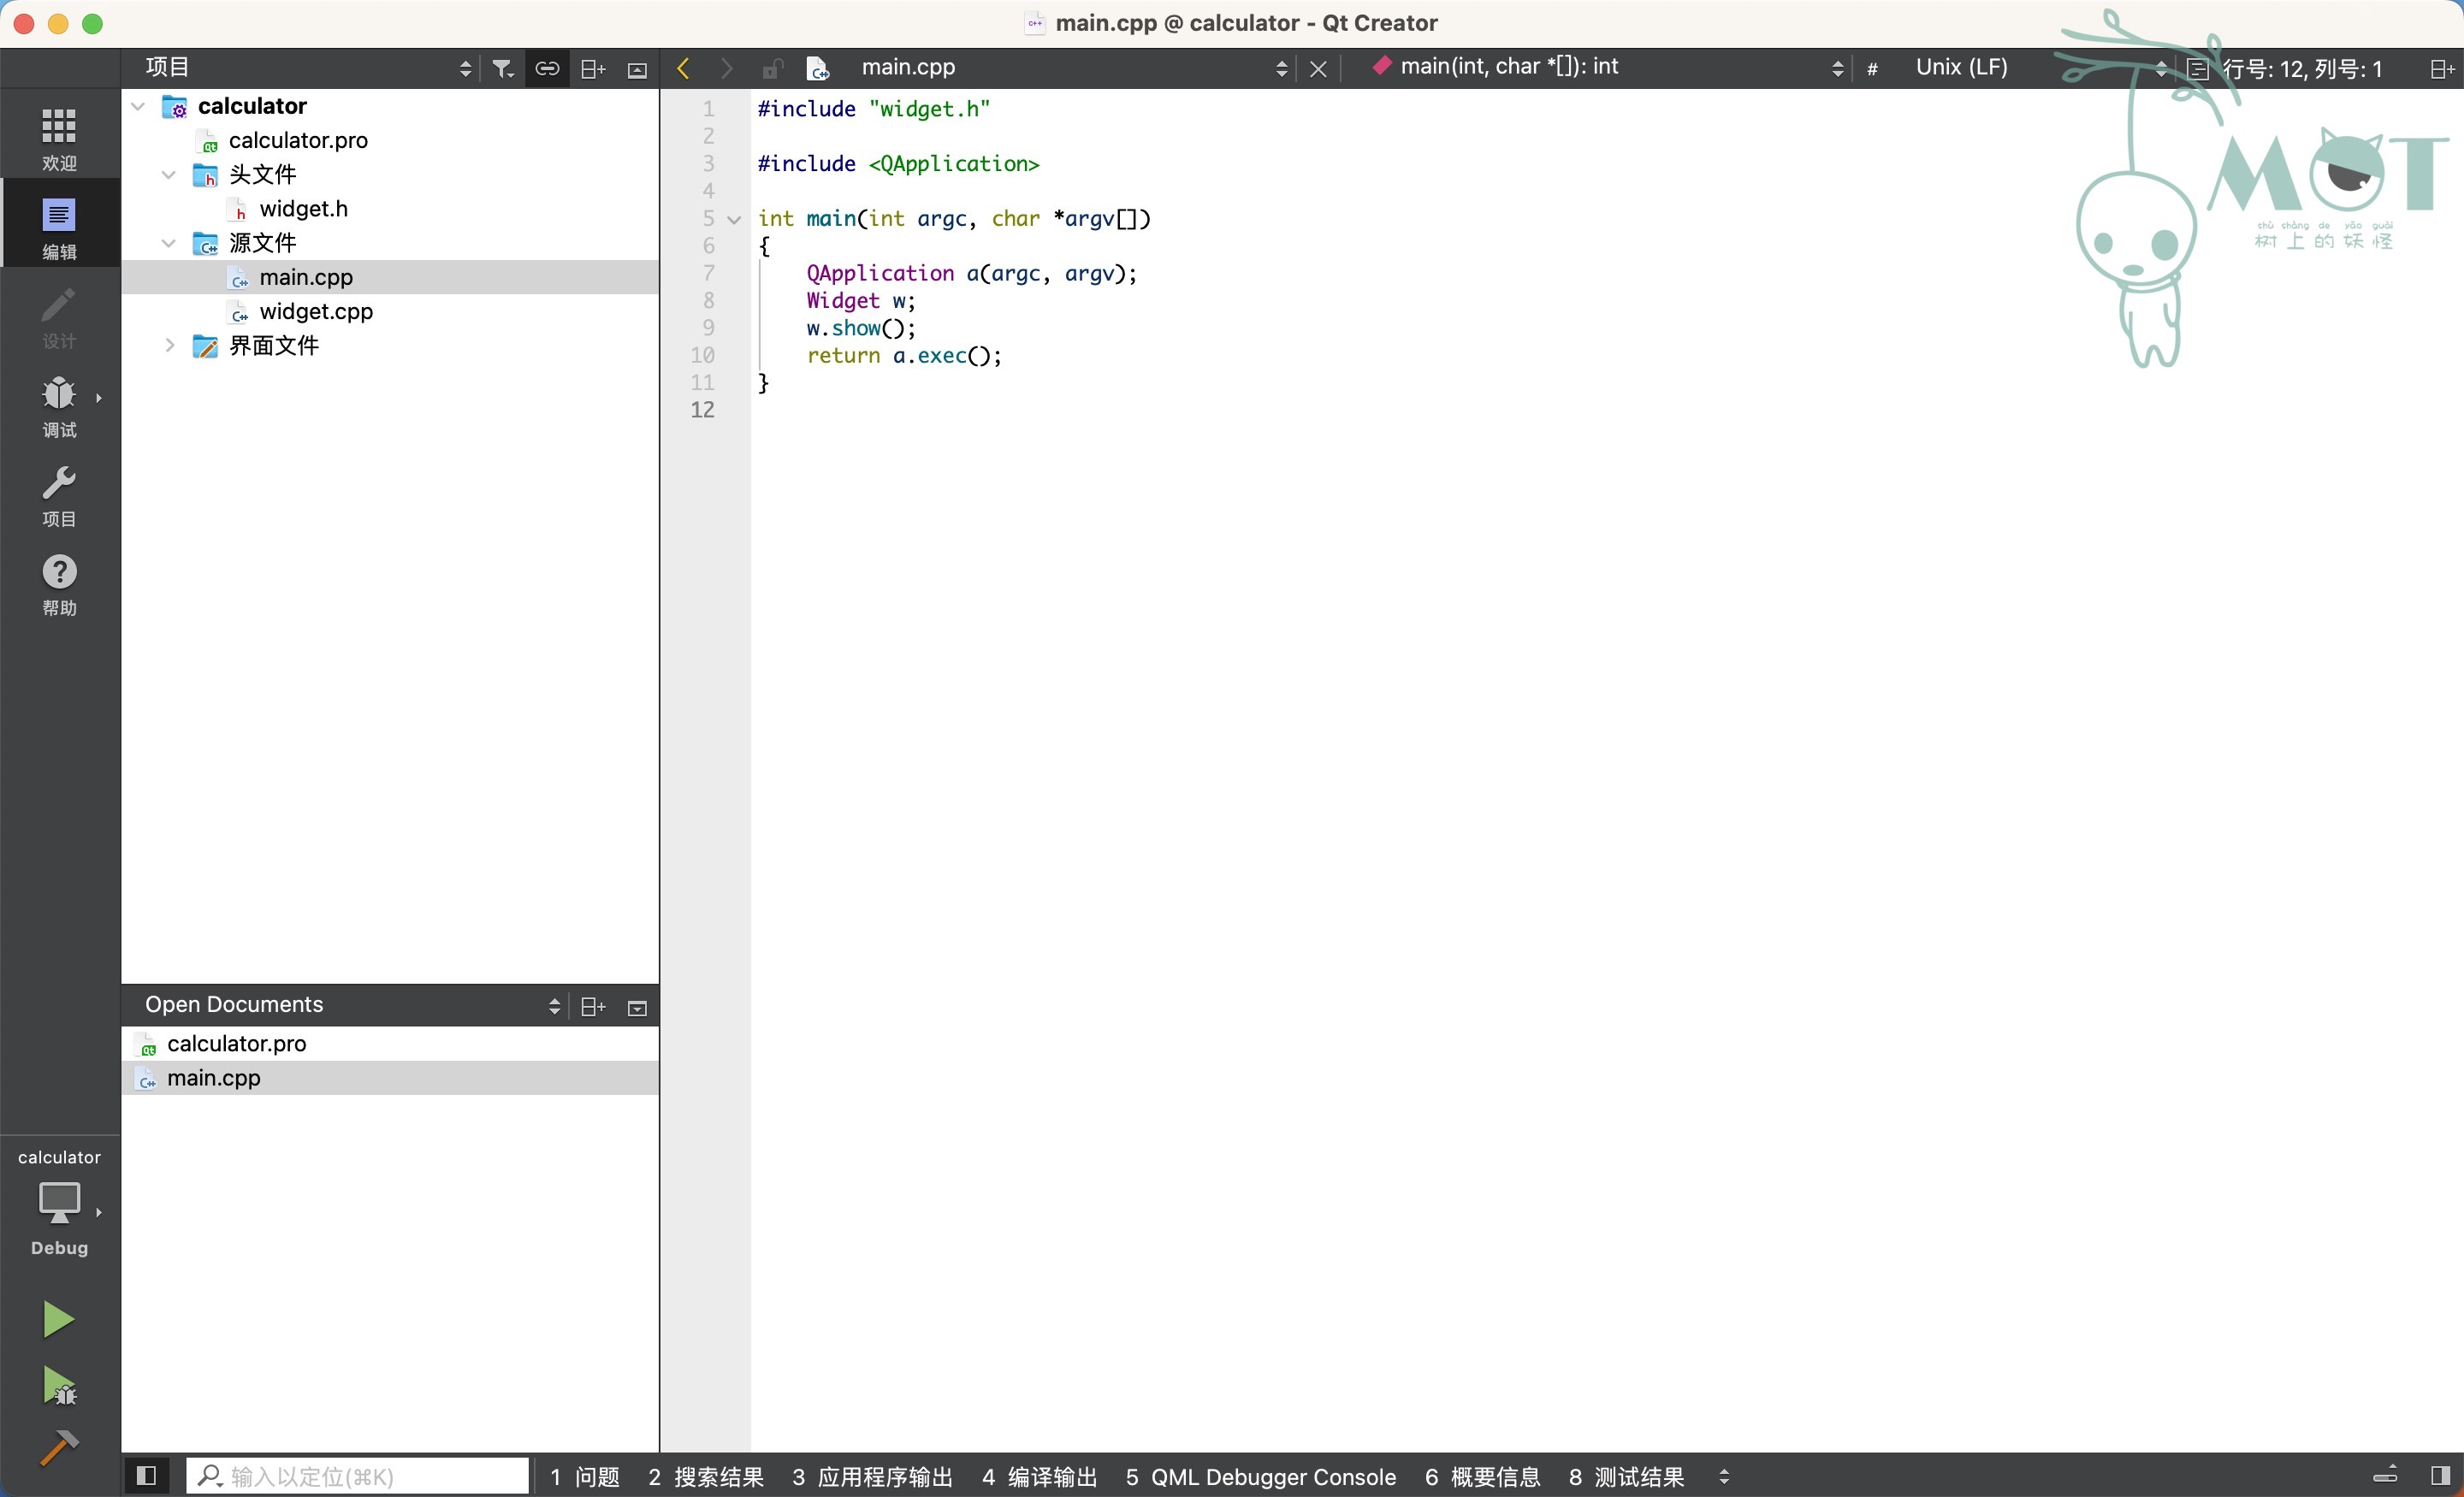 main.cpp @ calculator - Qt Creator
项目
main.cpp
main(int, char *[]): int
#
Unix (LF)
行号: 12, 列号: 1
MOT
shù shàng de yāo guài
树上的妖怪
欢迎
编辑
设计
调试
项目
帮助
calculator
calculator.pro
头文件
widget.h
源文件
main.cpp
widget.cpp
界面文件
1 #include "widget.h"
2
3 #include <QApplication>
4
5 int main(int argc, char *argv[])
6 {
7     QApplication a(argc, argv);
8     Widget w;
9     w.show();
10     return a.exec();
11 }
12
Open Documents
calculator.pro
main.cpp
calculator
Debug
输入以定位(⌘K)
1 问题 2 搜索结果 3 应用程序输出 4 编译输出 5 QML Debugger Console 6 概要信息 8 测试结果